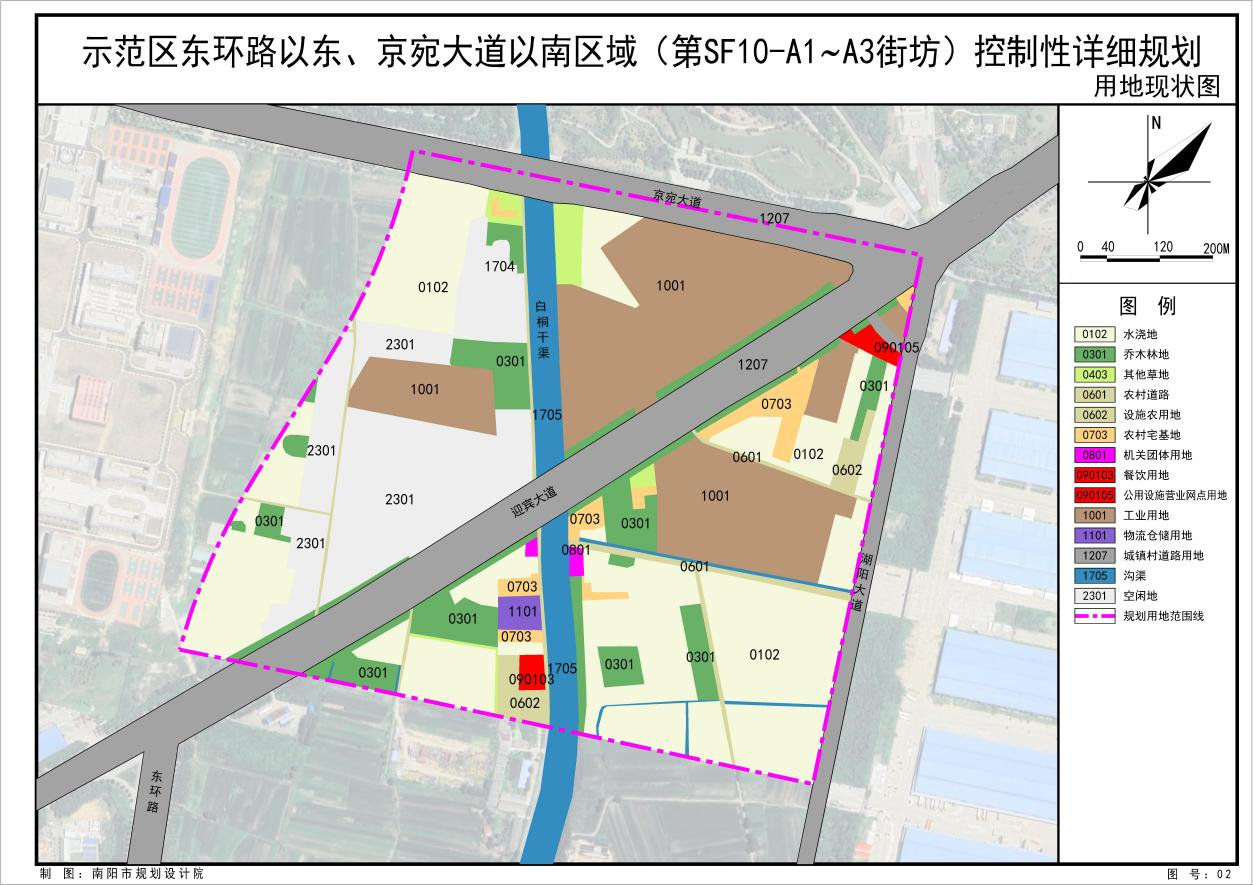 示范区东环路以东、京宛大道以南区域（第SF10-A1~A3街坊）控制性详细规划
用地现状图
N
0 40 120 200M
图 例
0102 水浇地
0301 乔木林地
0403 其他草地
0601 农村道路
0602 设施农用地
0703 农村宅基地
0801 机关团体用地
090103 餐饮用地
090105 公用设施营业网点用地
1001 工业用地
1101 物流仓储用地
1207 城镇村道路用地
1705 沟渠
2301 空闲地
规划用地范围线
京宛大道
1207
1704
0102
1001
白桐干渠
2301
090105
0301
1207
0301
1001
0703
1705
2301
0601
0102
0602
2301
1001
迎宾大道
0301
0703
0301
2301
0801
0601
湖阳大道
0703
0301
1101
0703
0301
0301
0102
0301
1705
090103
0602
东环路
制 图：南阳市规划设计院
图 号：02